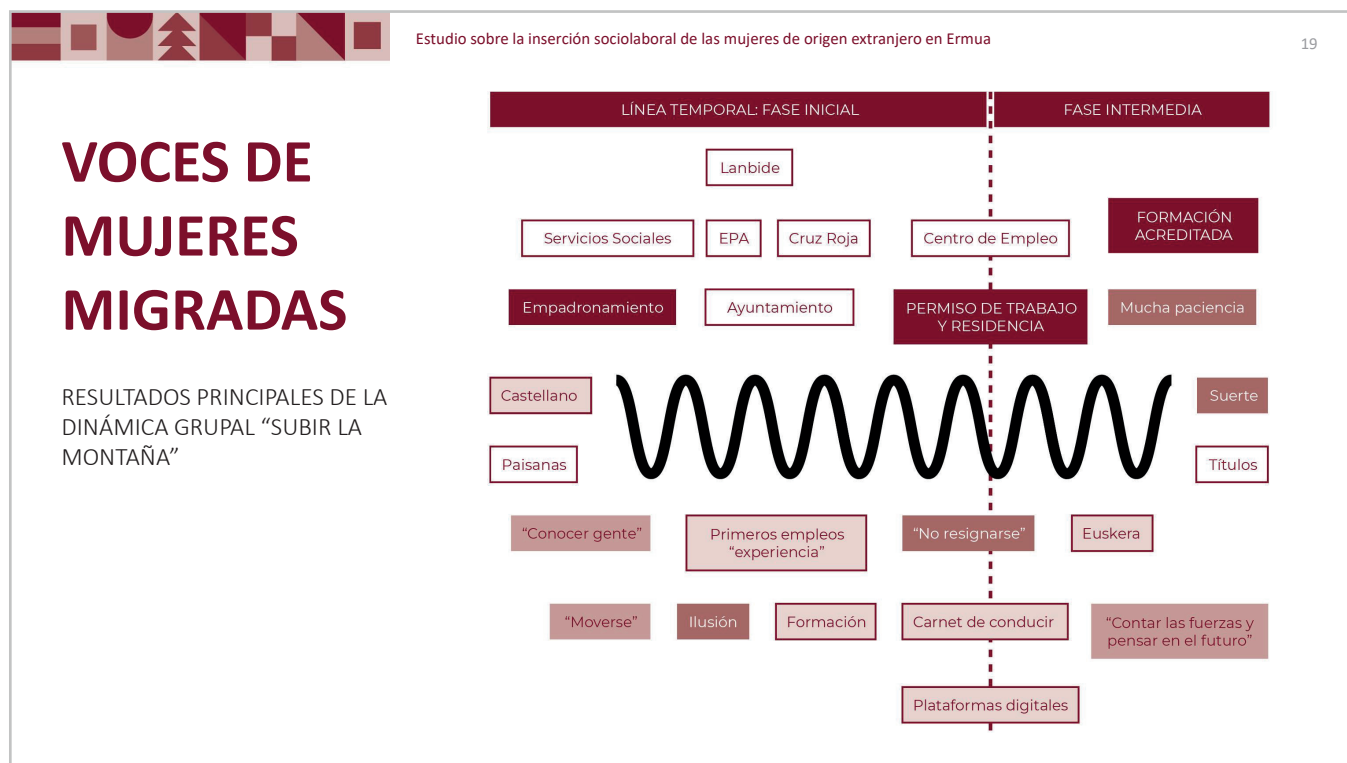 Estudio sobre la inserción sociolaboral de las mujeres de origen extranjero en Ermua
19
VOCES DE
MUJERES
MIGRADAS
RESULTADOS PRINCIPALES DE LA
DINÁMICA GRUPAL “SUBIR LA
MONTAÑA”
LÍNEA TEMPORAL: FASE INICIAL
FASE INTERMEDIA
Lanbide
Servicios Sociales
EPA
Cruz Roja
Centro de Empleo
FORMACIÓN
ACREDITADA
Empadronamiento
Ayuntamiento
PERMISO DE TRABAJO
Y RESIDENCIA
Mucha paciencia
Castellano
Suerte
Paisanas
Títulos
“Conocer gente”
Primeros empleos
“experiencia”
“No resignarse”
Euskera
“Moverse”
Ilusión
Formación
Carnet de conducir
“Contar las fuerzas y
pensar en el futuro”
Plataformas digitales